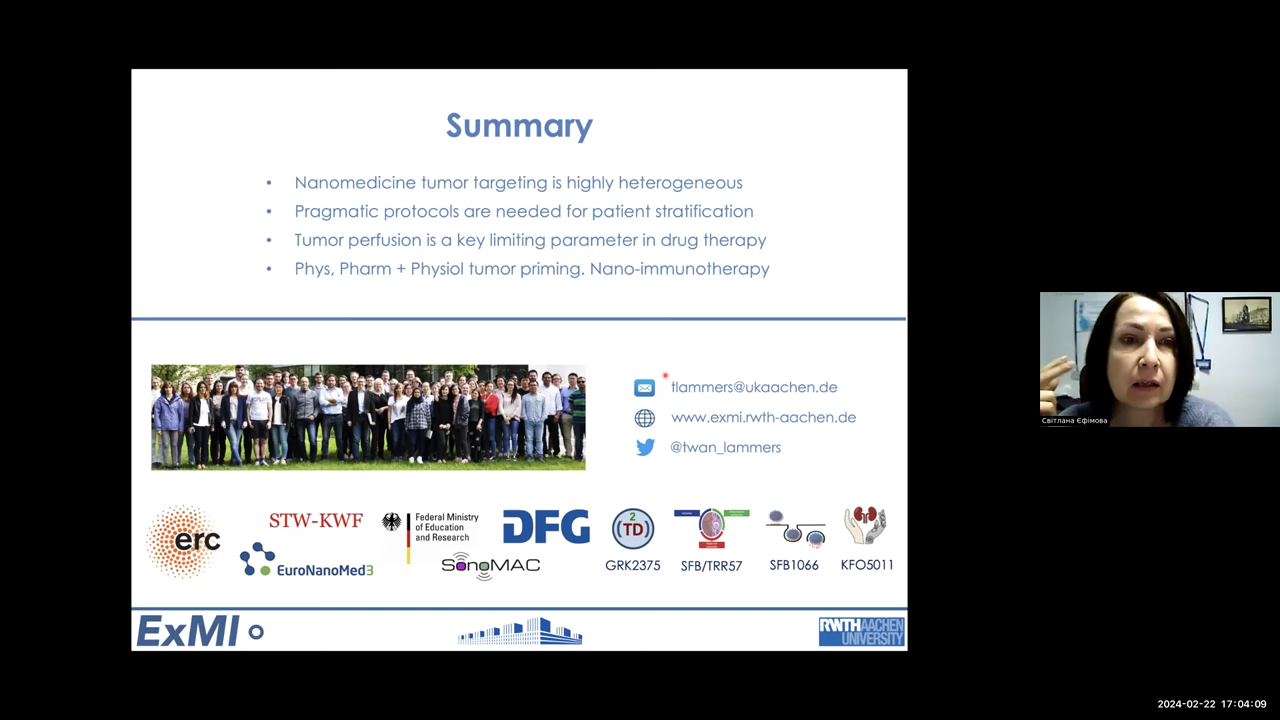 Summary
• Nanomedicine tumor targeting is highly heterogeneous
• Pragmatic protocols are needed for patient stratification
• Tumor perfusion is a key limiting parameter in drug therapy
• Phys, Pharm + Physiol tumor priming. Nano-immunotherapy
tlammers@ukaachen.de
www.exmi.rwth-aachen.de
@twan_lammers
erc
STW-KWF
EuroNanoMed3
Federal Ministry
of Education
and Research
SonoMAC
DFG
2
(TD)
GRK2375
SFB/TRR57
SFB1066
KFO5011
ExMI
RWTHAACHEN
UNIVERSITY
Світлана Єфімова
2024-02-22 17:04:09